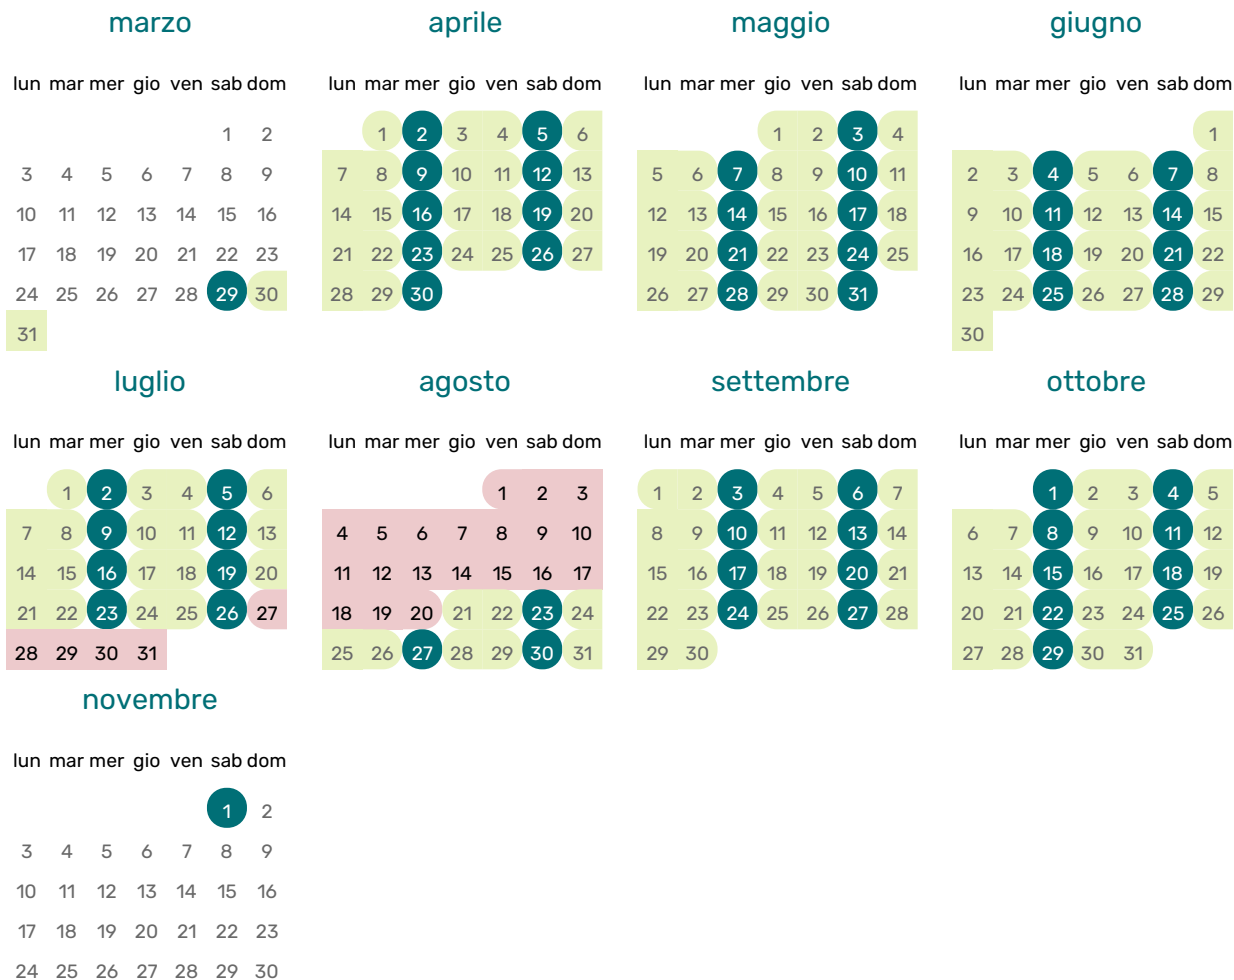 marzo aprile maggio giugno
lun mar mer gio ven sab dom lun mar mer gio ven sab dom lun mar mer gio ven sab dom lun mar mer gio ven sab dom
1 2 1 2 3 4 5 6 1 2 3 4 1
3 4 5 6 7 8 9 7 8 9 10 11 12 13 5 6 7 8 9 10 11 2 3 4 5 6 7 8
10 11 12 13 14 15 16 14 15 16 17 18 19 20 12 13 14 15 16 17 18 9 10 11 12 13 14 15
17 18 19 20 21 22 23 21 22 23 24 25 26 27 19 20 21 22 23 24 25 16 17 18 19 20 21 22
24 25 26 27 28 29 30 28 29 30 26 27 28 29 30 31 23 24 25 26 27 28 29
31 30
luglio agosto settembre ottobre
lun mar mer gio ven sab dom lun mar mer gio ven sab dom lun mar mer gio ven sab dom lun mar mer gio ven sab dom
1 2 3 4 5 6 1 2 3 1 2 3 4 5 6 7 1 2 3 4 5
7 8 9 10 11 12 13 4 5 6 7 8 9 10 8 9 10 11 12 13 14 6 7 8 9 10 11 12
14 15 16 17 18 19 20 11 12 13 14 15 16 17 15 16 17 18 19 20 21 13 14 15 16 17 18 19
21 22 23 24 25 26 27 18 19 20 21 22 23 24 22 23 24 25 26 27 28 20 21 22 23 24 25 26
28 29 30 31 25 26 27 28 29 30 31 29 30 27 28 29 30 31
novembre
lun mar mer gio ven sab dom
1 2
3 4 5 6 7 8 9
10 11 12 13 14 15 16
17 18 19 20 21 22 23
24 25 26 27 28 29 30